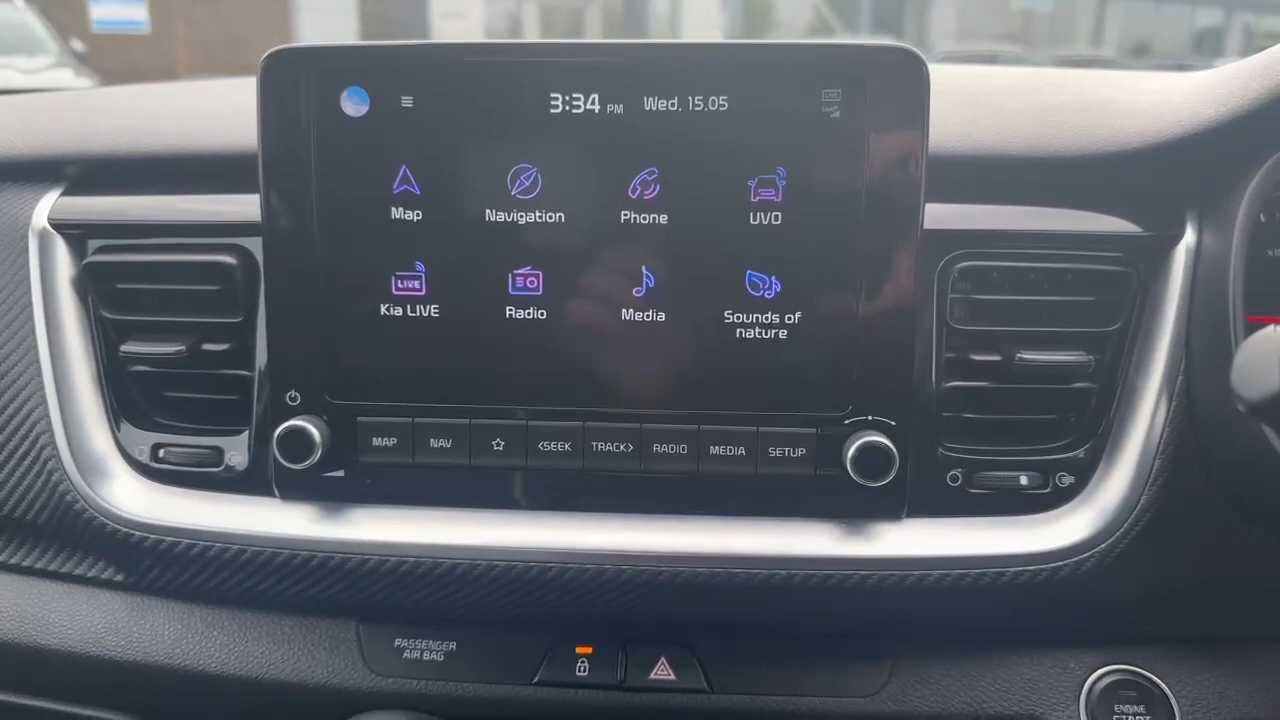 3:34 PM Wed, 15.05
Map Navigation Phone UVO
LIVE
Kia LIVE Radio Media Sounds of
nature
MAP NAV <SEEK TRACK> RADIO MEDIA SETUP
PASSENGER
AIR BAG
ENGINE
START